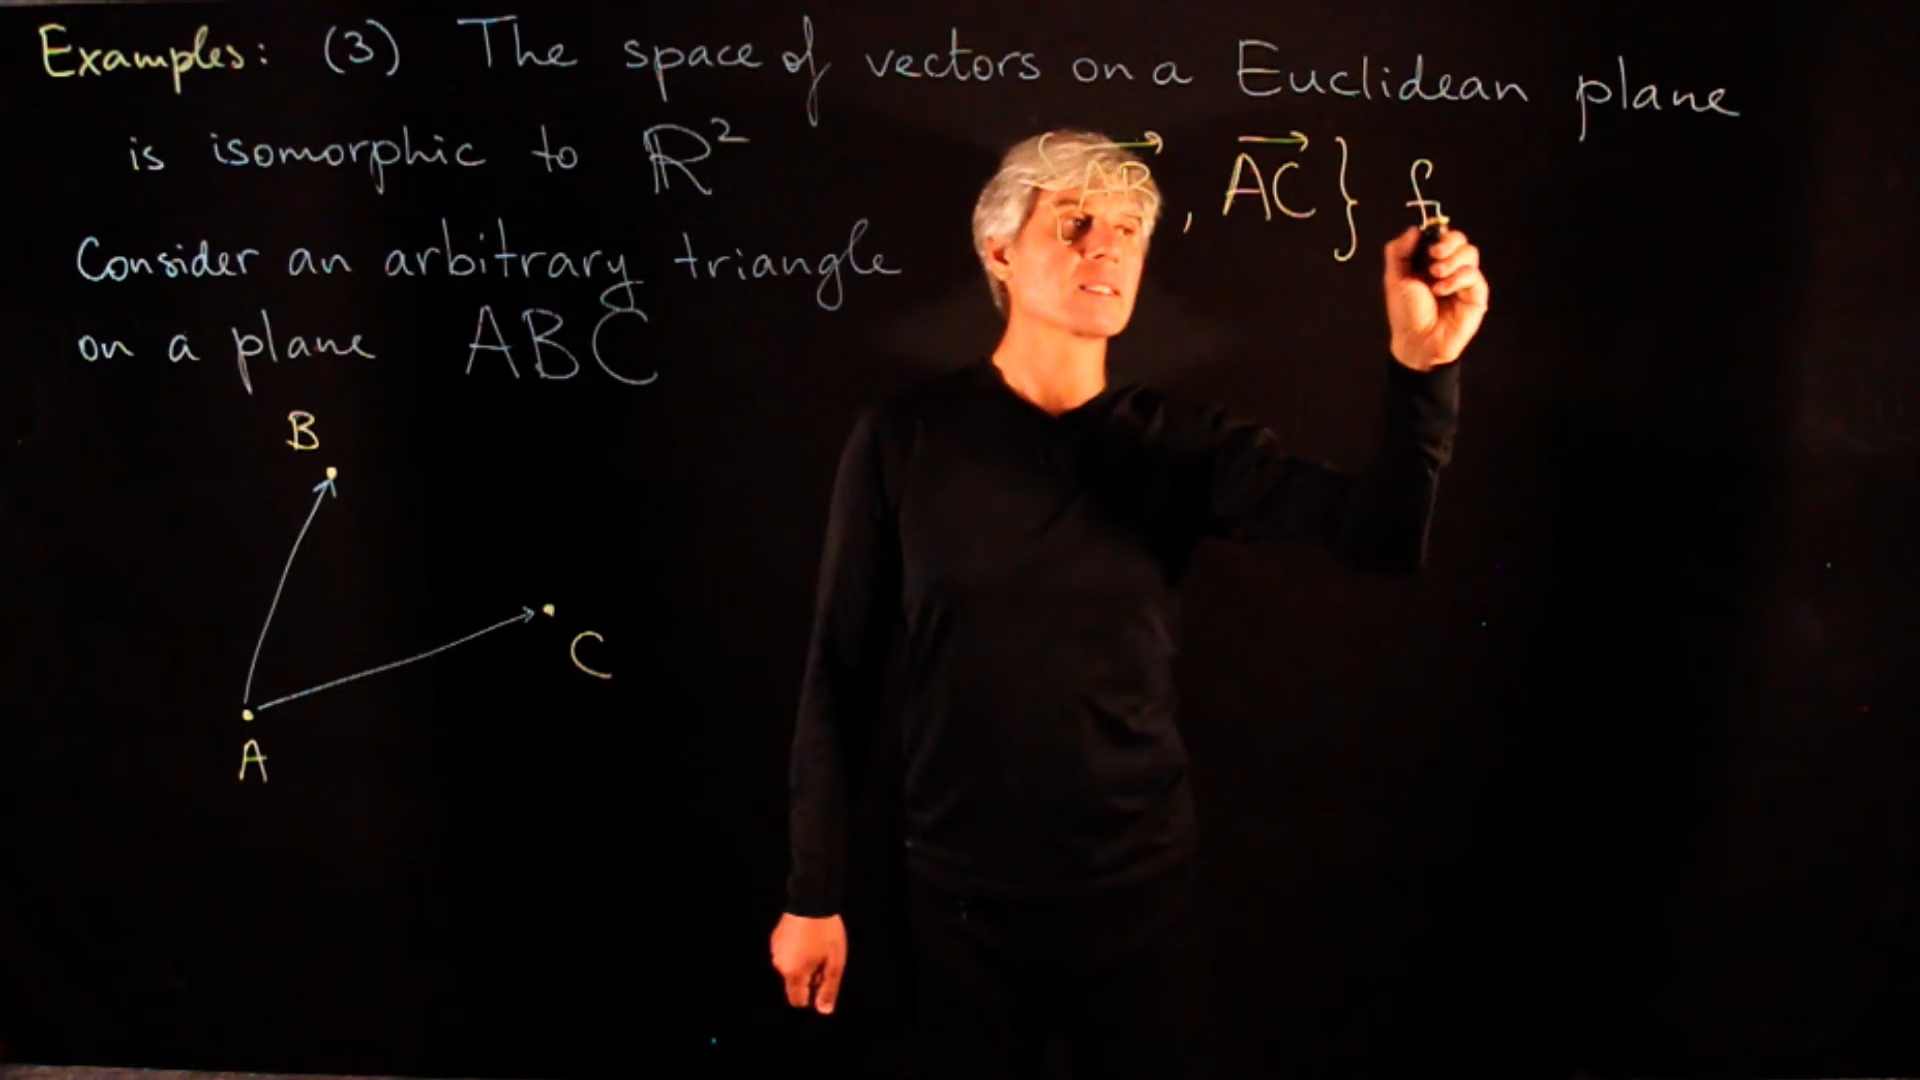 Examples: (3) The space of vectors on a Euclidean plane
is isomorphic to ℝ²
{AB, AC} f
Consider an arbitrary triangle
on a plane ABC
B
C
A